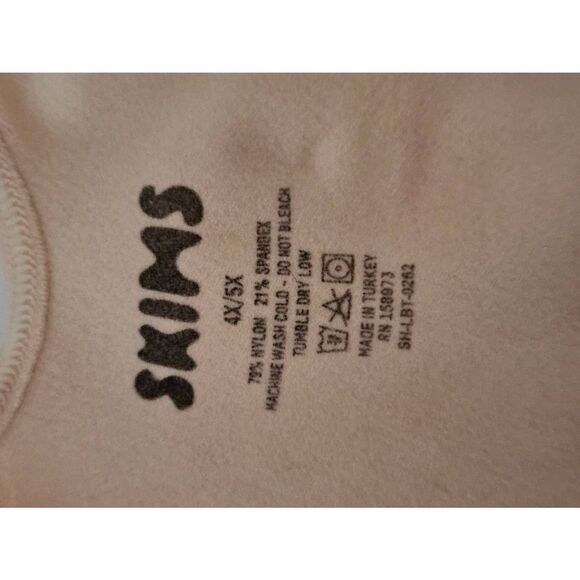 SKIMS
4X/5X
79% NYLON 21% SPANDEX
MACHINE WASH COLD - DO NOT BLEACH
TUMBLE DRY LOW
MADE IN TURKEY
RN 158973
SH-LBT-0262